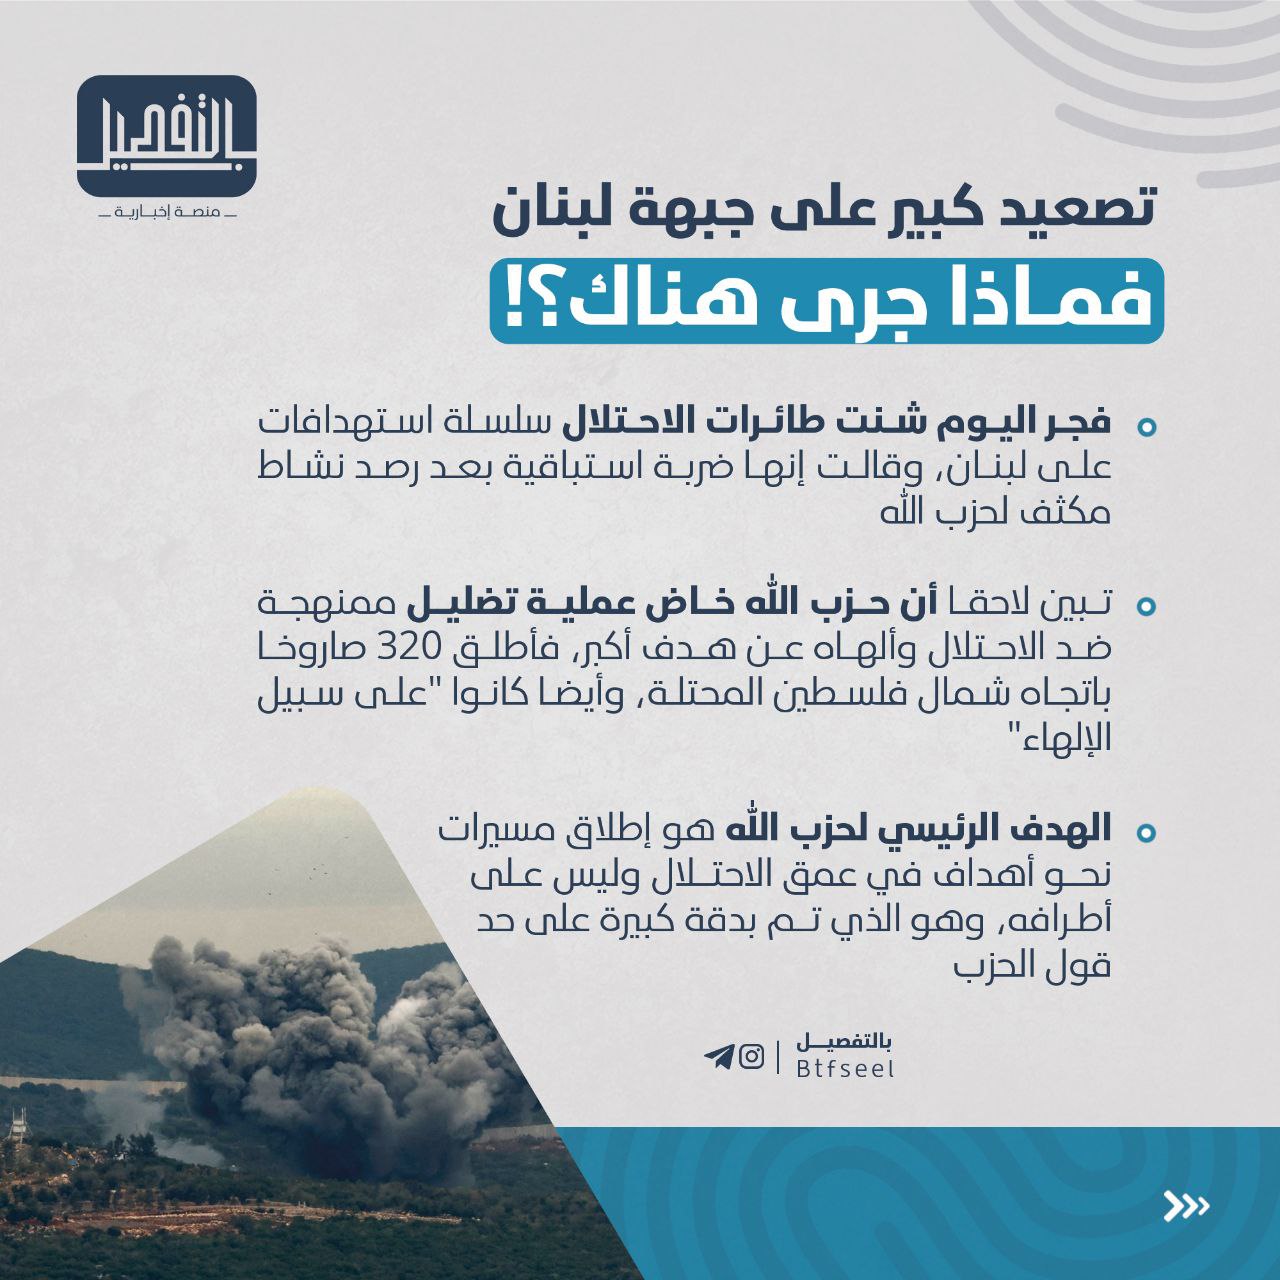 بالتفصيل
منصة إخبارية
تصعيد كبير على جبهة لبنان
فماذا جرى هناك؟!
فجر اليوم شنت طائرات الاحتلال سلسلة استهدافات
على لبنان، وقالت إنها ضربة استباقية بعد رصد نشاط
مكثف لحزب الله
تبين لاحقا أن حزب الله خاض عملية تضليل ممنهجة
ضد الاحتلال وألهاه عن هدف أكبر، فأطلق 320 صاروخا
باتجاه شمال فلسطين المحتلة، وأيضا كانوا "على سبيل
الإلهاء"
الهدف الرئيسي لحزب الله هو إطلاق مسيرات
نحو أهداف في عمق الاحتلال وليس على
أطرافه، وهو الذي تم بدقة كبيرة على حد
قول الحزب
بالتفصيل
Btfseel